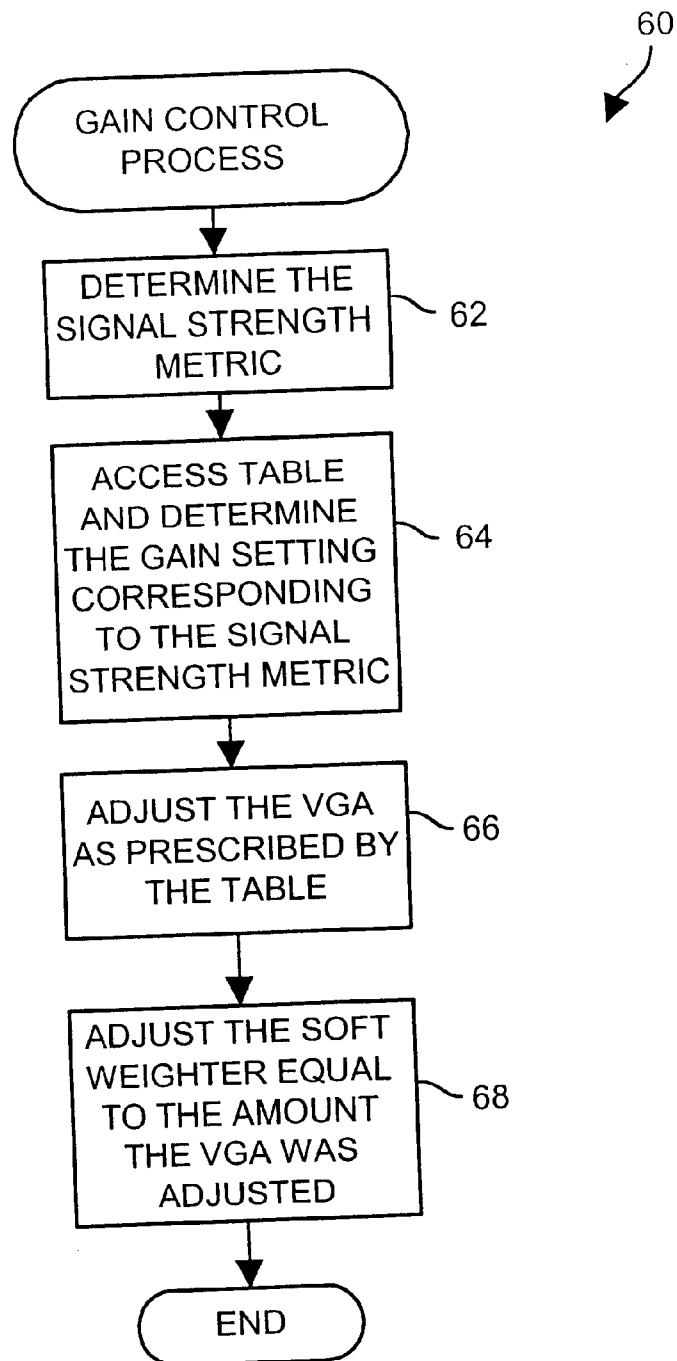 60
GAIN CONTROL
PROCESS
DETERMINE THE
SIGNAL STRENGTH
METRIC
62
ACCESS TABLE
AND DETERMINE
THE GAIN SETTING
CORRESPONDING
TO THE SIGNAL
STRENGTH METRIC
64
ADJUST THE VGA
AS PRESCRIBED BY
THE TABLE
66
ADJUST THE SOFT
WEIGHTER EQUAL
TO THE AMOUNT
THE VGA WAS
ADJUSTED
68
END